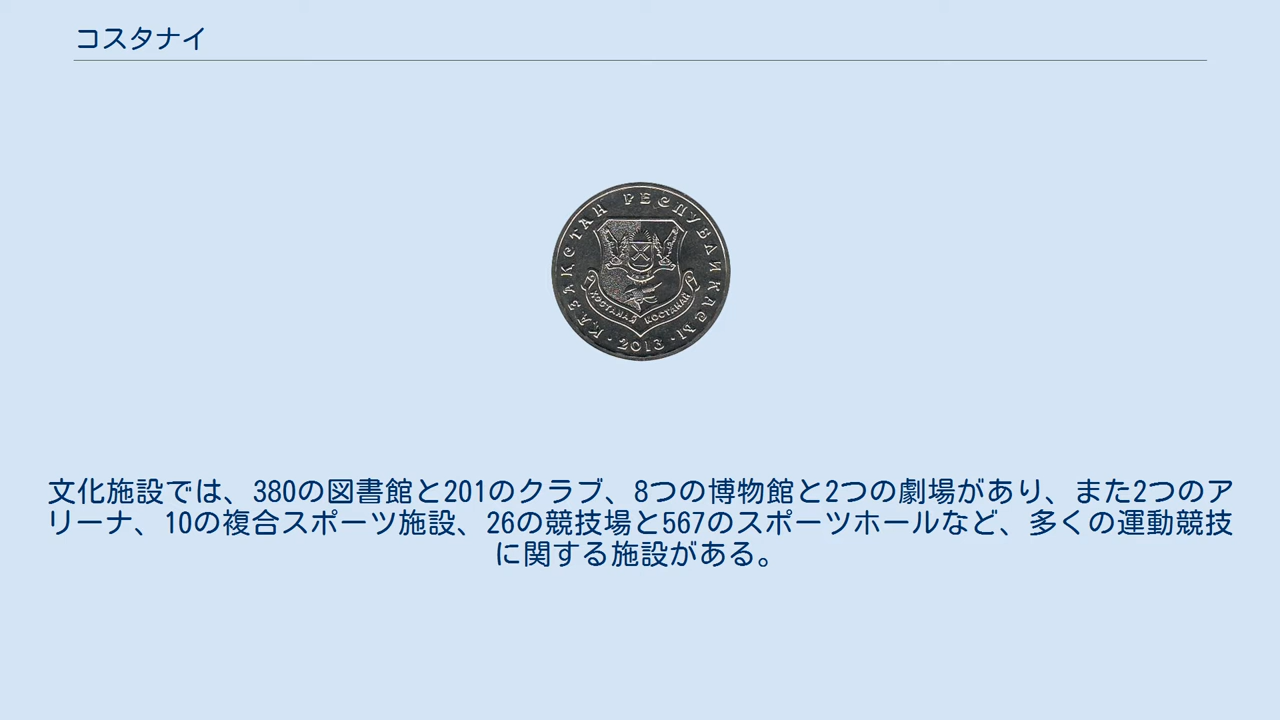 コスタナイ
ҚАЗАҚСТАН РЕСПУБЛИКАСЫ
ҚОСТАНАЙ КОСТАНАЙ
· 2013 ·
文化施設では、380の図書館と201のクラブ、8つの博物館と2つの劇場があり、また2つのア
リーナ、10の複合スポーツ施設、26の競技場と567のスポーツホールなど、多くの運動競技
に関する施設がある。